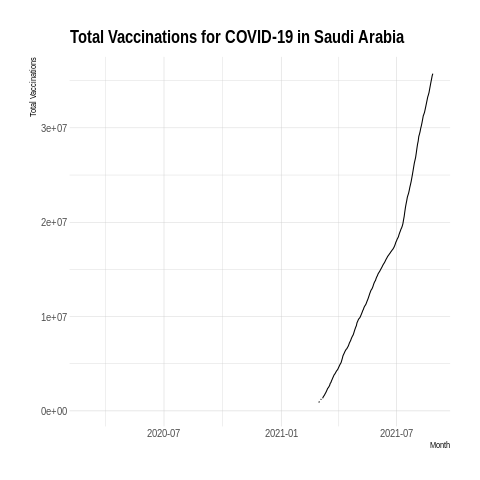 Total Vaccinations for COVID-19 in Saudi Arabia
Total Vaccinations
3e+07
2e+07
1e+07
0e+00
2020-07 2021-01 2021-07
Month